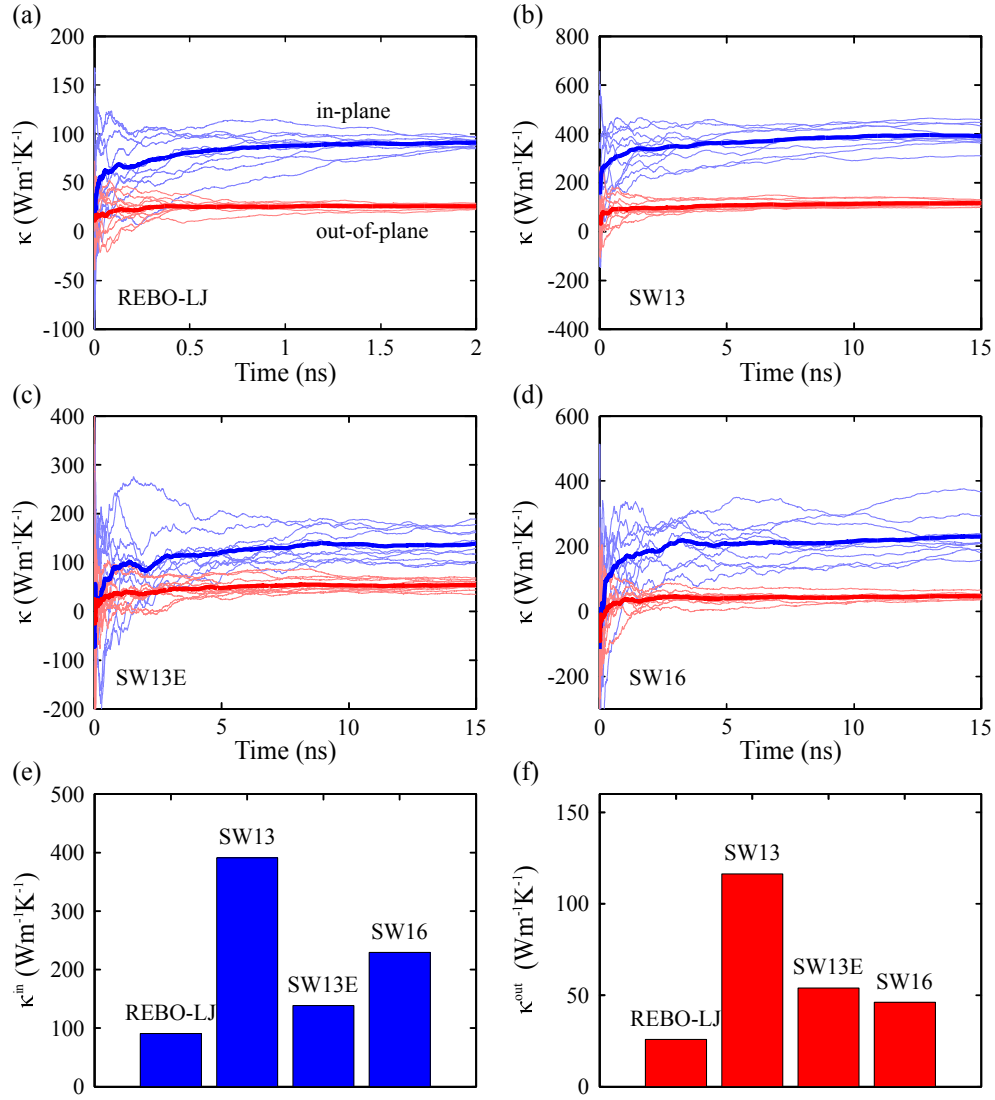 (a)
200
150
100
50
0
-50
-100
κ (Wm⁻¹K⁻¹)
in-plane
out-of-plane
REBO-LJ
0
0.5
1
1.5
2
Time (ns)
(b)
800
600
400
200
0
-200
-400
κ (Wm⁻¹K⁻¹)
SW13
0
5
10
15
Time (ns)
(c)
400
300
200
100
0
-100
-200
κ (Wm⁻¹K⁻¹)
SW13E
0
5
10
15
Time (ns)
(d)
600
400
200
0
-200
κ (Wm⁻¹K⁻¹)
SW16
0
5
10
15
Time (ns)
(e)
500
400
300
200
100
0
κⁱⁿ (Wm⁻¹K⁻¹)
REBO-LJ
SW13
SW13E
SW16
(f)
150
100
50
0
κᵒᵘᵗ (Wm⁻¹K⁻¹)
REBO-LJ
SW13
SW13E
SW16